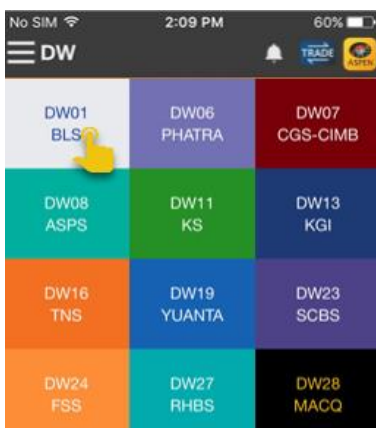 No SIM 2:09 PM 60%
DW TRADE ASPEN
DW01 DW06 DW07
BLS PHATRA CGS-CIMB
DW08 DW11 DW13
ASPS KS KGI
DW16 DW19 DW23
TNS YUANTA SCBS
DW24 DW27 DW28
FSS RHBS MACQ